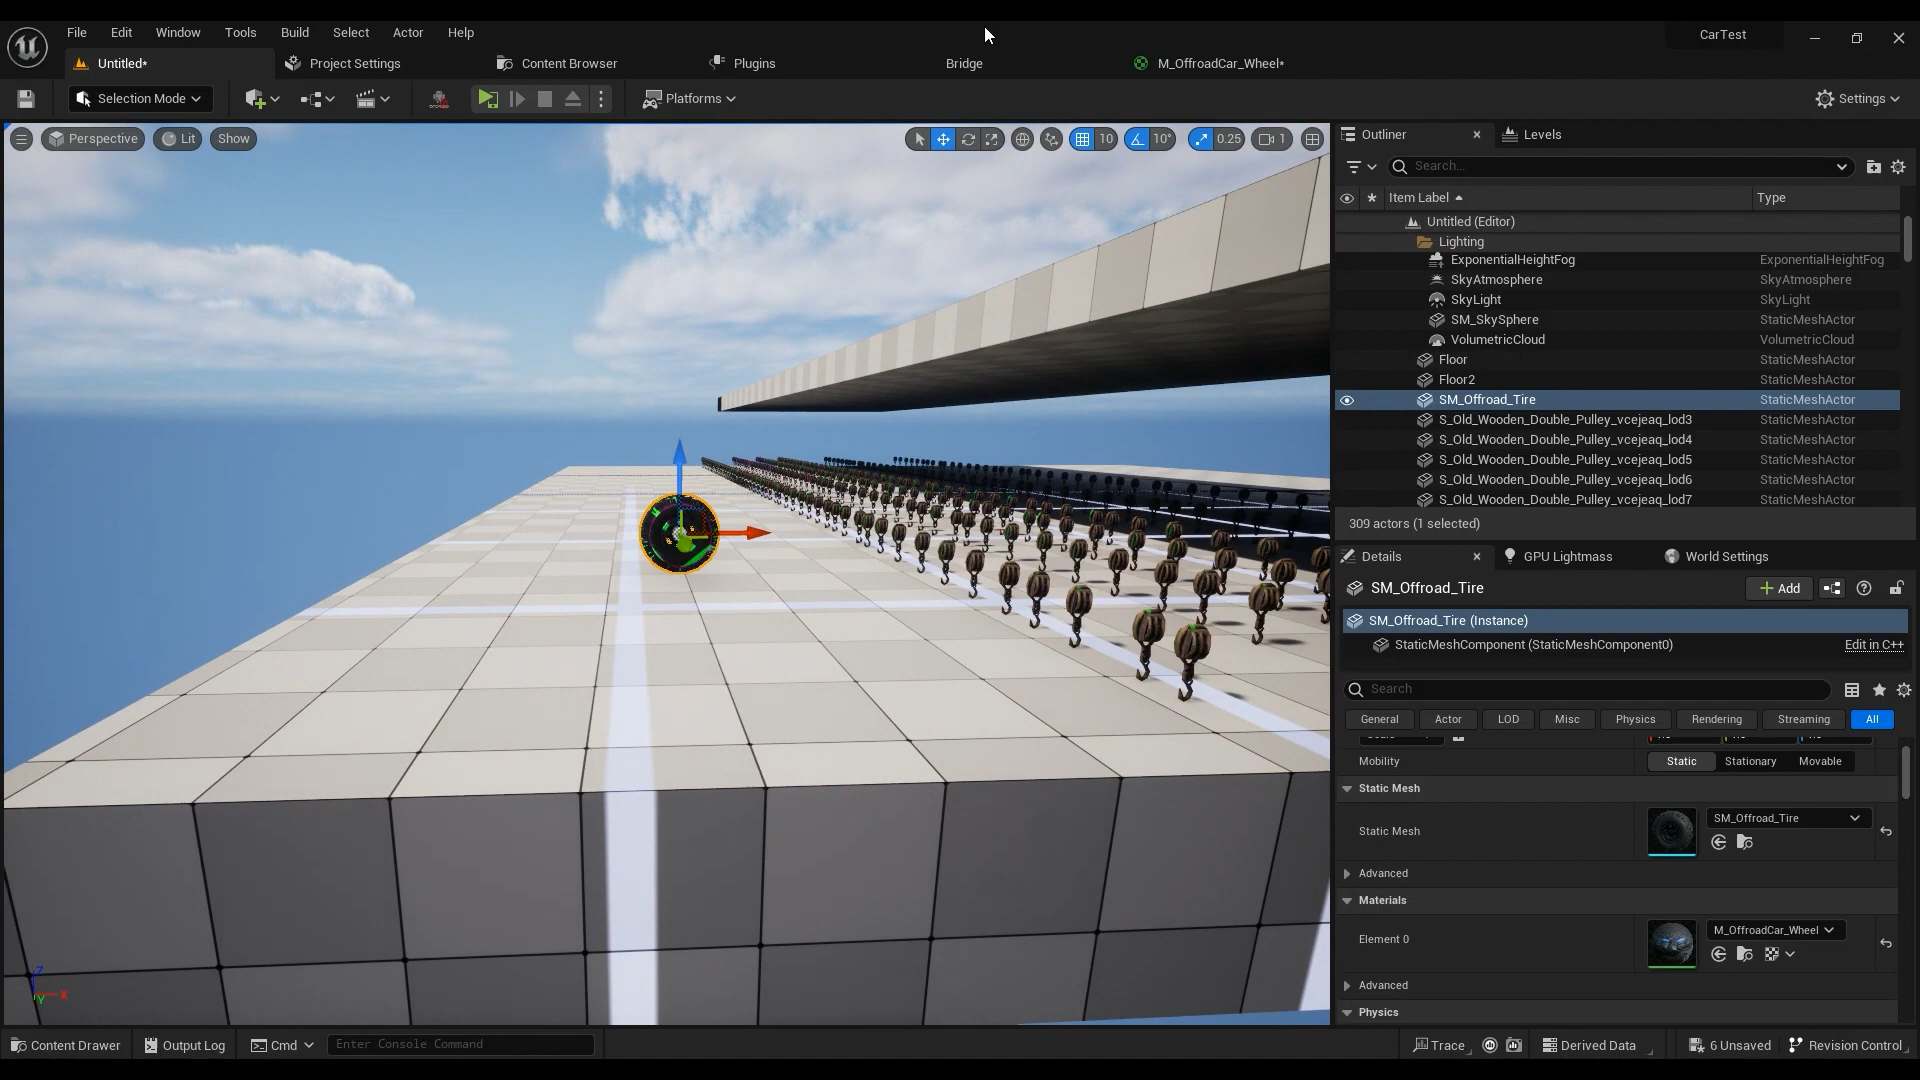 File Edit Window Tools Build Select Actor Help
CarTest
Untitled*
Project Settings
Content Browser
Plugins
Bridge
M_OffroadCar_Wheel*
Selection Mode
Platforms
Settings
Perspective
Lit
Show
10
10°
0.25
1
Outliner
Levels
Search...
Item Label
Type
Untitled (Editor)
Lighting
ExponentialHeightFog ExponentialHeightFog
SkyAtmosphere SkyAtmosphere
SkyLight SkyLight
SM_SkySphere StaticMeshActor
VolumetricCloud VolumetricCloud
Floor StaticMeshActor
Floor2 StaticMeshActor
SM_Offroad_Tire StaticMeshActor
S_Old_Wooden_Double_Pulley_vcejeaq_lod3 StaticMeshActor
S_Old_Wooden_Double_Pulley_vcejeaq_lod4 StaticMeshActor
S_Old_Wooden_Double_Pulley_vcejeaq_lod5 StaticMeshActor
S_Old_Wooden_Double_Pulley_vcejeaq_lod6 StaticMeshActor
S_Old_Wooden_Double_Pulley_vcejeaq_lod7 StaticMeshActor
309 actors (1 selected)
Details
GPU Lightmass
World Settings
SM_Offroad_Tire
Add
SM_Offroad_Tire (Instance)
StaticMeshComponent (StaticMeshComponent0)
Edit in C++
Search
General Actor LOD Misc Physics Rendering Streaming All
Mobility
Static Stationary Movable
Static Mesh
Static Mesh
SM_Offroad_Tire
Advanced
Materials
Element 0
M_OffroadCar_Wheel
Advanced
Physics
Z
X
Y
Content Drawer
Output Log
Cmd
Enter Console Command
Trace
Derived Data
6 Unsaved
Revision Control